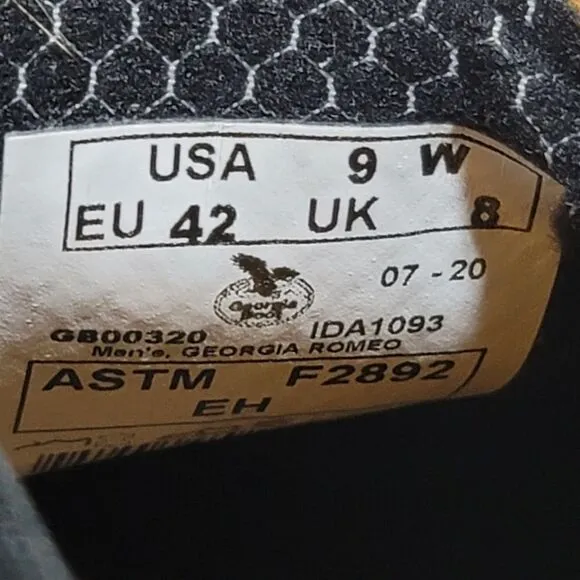 USA 9 W
EU 42 UK 8
07 - 20
Georgia
Boot
GB00320 IDA1093
Men's, GEORGIA ROMEO
ASTM F2892
EH